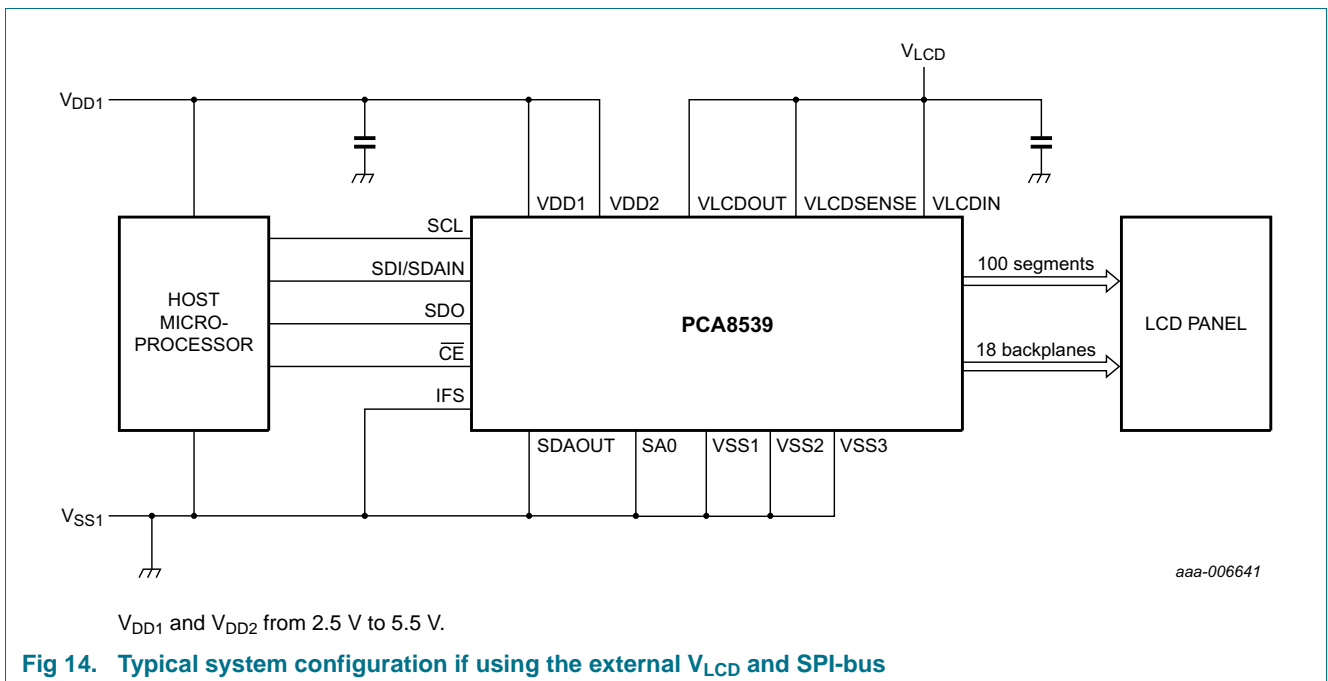 VLCD
VDD1
VDD1 VDD2 VLCDOUT VLCDSENSE VLCDIN
SCL
SDI/SDAIN
SDO
CE
IFS
HOST
MICRO-
PROCESSOR
PCA8539
100 segments
18 backplanes
LCD PANEL
SDAOUT SA0 VSS1 VSS2 VSS3
VSS1
aaa-006641
VDD1 and VDD2 from 2.5 V to 5.5 V.
Fig 14. Typical system configuration if using the external VLCD and SPI-bus